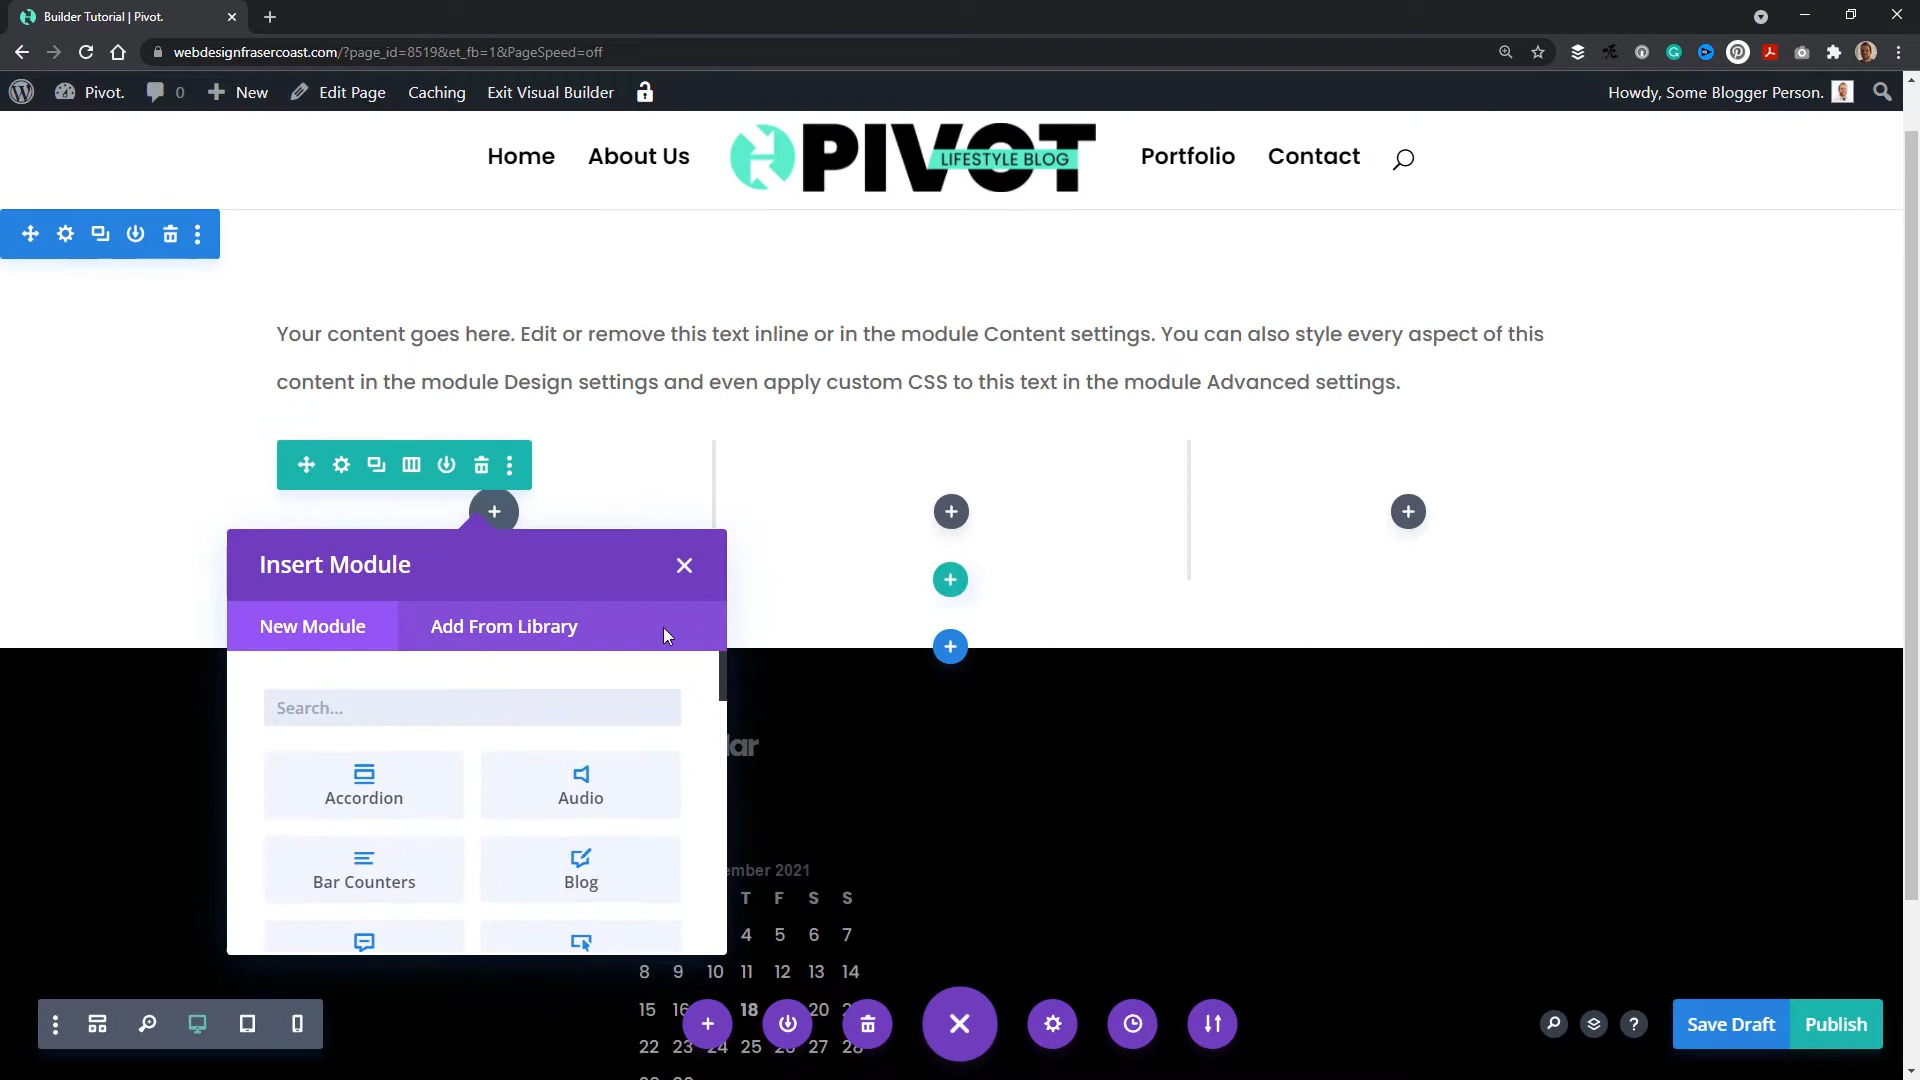 Builder Tutorial | Pivot.
webdesignfrasercoast.com/?page_id=8519&et_fb=1&PageSpeed=off
Pivot. 0 New Edit Page Caching Exit Visual Builder Howdy, Some Blogger Person.
Home About Us PIVOT LIFESTYLE BLOG Portfolio Contact
Your content goes here. Edit or remove this text inline or in the module Content settings. You can also style every aspect of this
content in the module Design settings and even apply custom CSS to this text in the module Advanced settings.
Insert Module
New Module Add From Library
Search...
Accordion Audio
Bar Counters Blog
2021
T F S S
4 5 6 7
8 9 10 11 12 13 14
15 18 20
22 23 24 25 27
Save Draft Publish